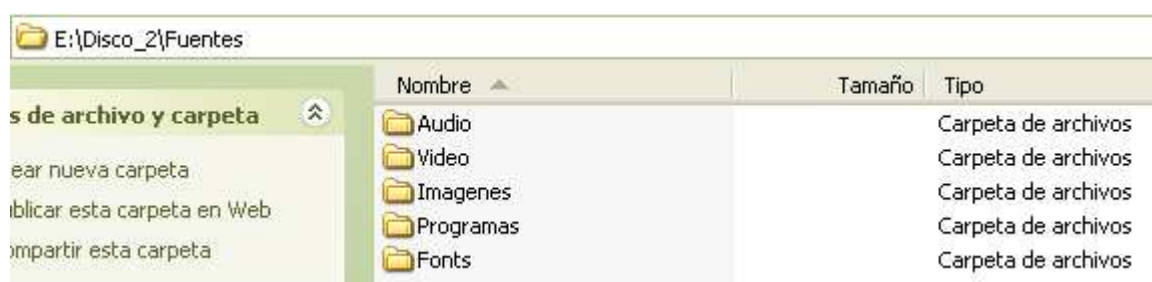 E:\Disco_2\Fuentes
Nombre Tamaño Tipo
s de archivo y carpeta
ear nueva carpeta
blicar esta carpeta en Web
ompartir esta carpeta
Audio Carpeta de archivos
Video Carpeta de archivos
Imagenes Carpeta de archivos
Programas Carpeta de archivos
Fonts Carpeta de archivos